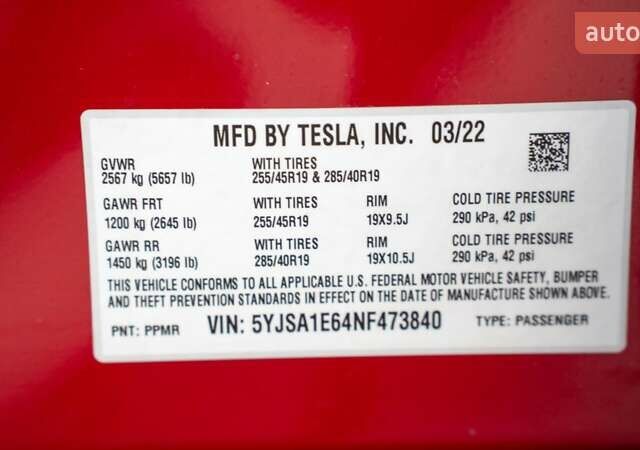 auto
MFD BY TESLA, INC. 03/22
GVWR WITH TIRES
2567 kg (5657 lb) 255/45R19 & 285/40R19
GAWR FRT WITH TIRES RIM COLD TIRE PRESSURE
1200 kg (2645 lb) 255/45R19 19X9.5J 290 kPa, 42 psi
GAWR RR WITH TIRES RIM COLD TIRE PRESSURE
1450 kg (3196 lb) 285/40R19 19X10.5J 290 kPa, 42 psi
THIS VEHICLE CONFORMS TO ALL APPLICABLE U.S. FEDERAL MOTOR VEHICLE SAFETY, BUMPER
AND THEFT PREVENTION STANDARDS IN EFFECT ON THE DATE OF MANUFACTURE SHOWN ABOVE.
PNT: PPMR VIN: 5YJSA1E64NF473840 TYPE: PASSENGER